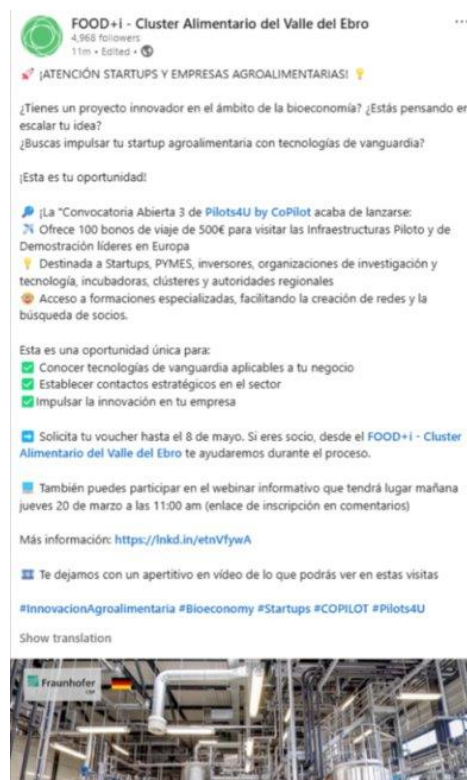 FOOD+i - Cluster Alimentario del Valle del Ebro
4,968 followers
11m • Edited •
🚀 ¡ATENCIÓN STARTUPS Y EMPRESAS AGROALIMENTARIAS! 💡
¿Tienes un proyecto innovador en el ámbito de la bioeconomía? ¿Estás pensando en
escalar tu idea?
¿Buscas impulsar tu startup agroalimentaria con tecnologías de vanguardia?
¡Esta es tu oportunidad!
🔎 ¡La "Convocatoria Abierta 3 de Pilots4U by CoPilot acaba de lanzarse:
✈️ Ofrece 100 bonos de viaje de 500€ para visitar las Infraestructuras Piloto y de
Demostración líderes en Europa
💡 Destinada a Startups, PYMES, inversores, organizaciones de investigación y
tecnología, incubadoras, clústeres y autoridades regionales
Acceso a formaciones especializadas, facilitando la creación de redes y la
búsqueda de socios.
Esta es una oportunidad única para:
✅ Conocer tecnologías de vanguardia aplicables a tu negocio
✅ Establecer contactos estratégicos en el sector
✅ Impulsar la innovación en tu empresa
➡️ Solicita tu voucher hasta el 8 de mayo. Si eres socio, desde el FOOD+i - Cluster
Alimentario del Valle del Ebro te ayudaremos durante el proceso.
También puedes participar en el webinar informativo que tendrá lugar mañana
jueves 20 de marzo a las 11:00 am (enlace de inscripción en comentarios)
Más información: https://lnkd.in/etnVfywA
🎞️ Te dejamos con un apertitivo en vídeo de lo que podrás ver en estas visitas
#InnovacionAgroalimentaria #Bioeconomy #Startups #COPILOT #Pilots4U
Show translation
Fraunhofer
CBP